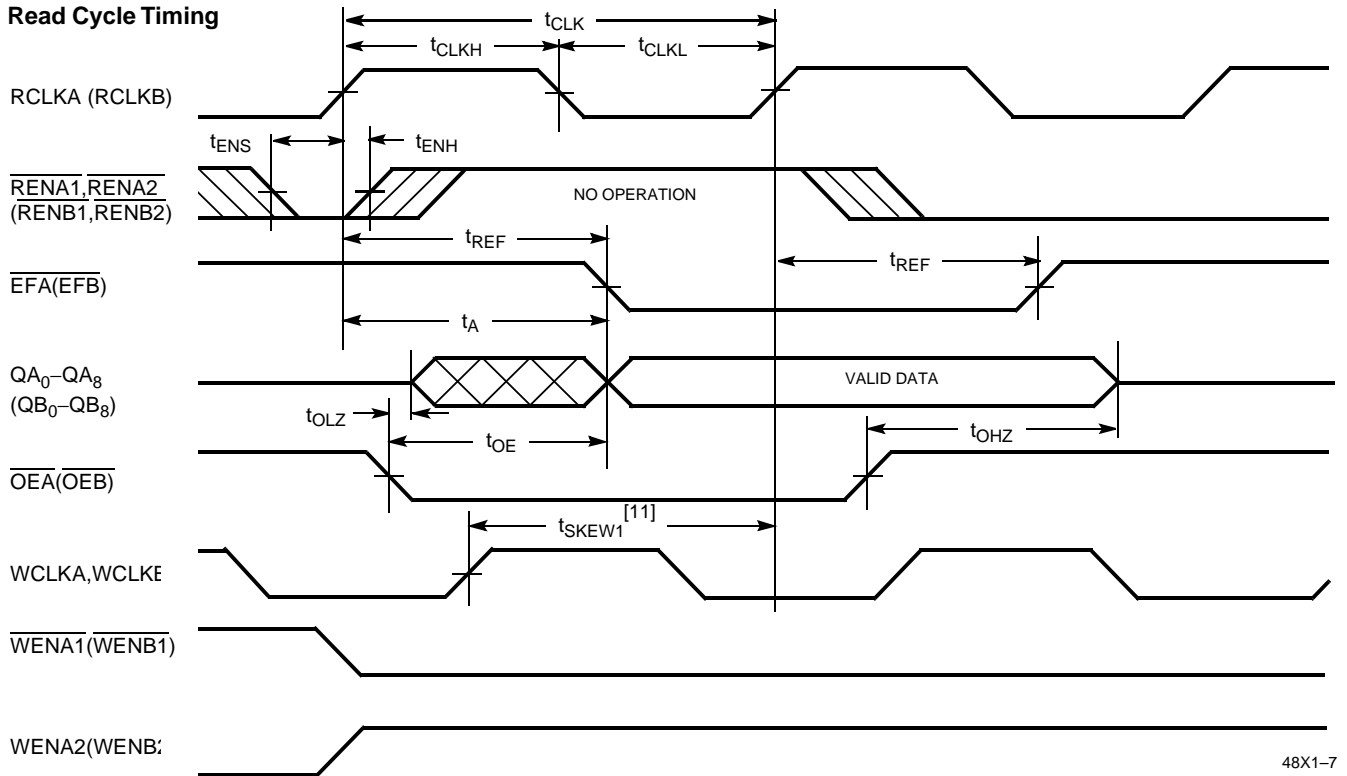 Read Cycle Timing
tCLK
tCLKH
tCLKL
RCLKA (RCLKB)
tENS
tENH
RENA1,RENA2
(RENB1,RENB2)
NO OPERATION
tREF
tREF
EFA(EFB)
tA
QA0–QA8
(QB0–QB8)
VALID DATA
tOLZ
tOE
tOHZ
OEA(OEB)
tSKEW1[11]
WCLKA,
WENA1(WENB1)
WENA2(
48X1–7